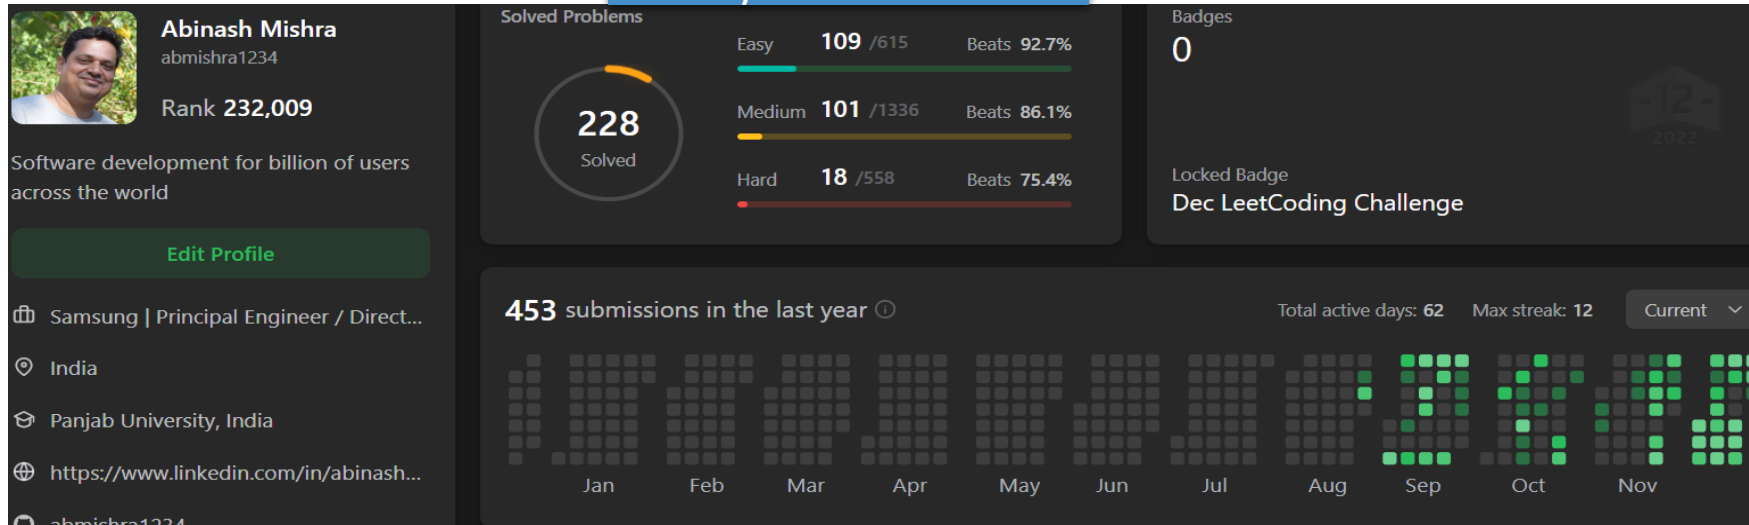 Abinash Mishra
abmishra1234
Rank 232,009
Software development for billion of users
across the world
Edit Profile
Samsung | Principal Engineer / Direct...
India
Panjab University, India
https://www.linkedin.com/in/abinash...
abmishra1234
Solved Problems
228
Solved
Easy 109 /615 Beats 92.7%
Medium 101 /1336 Beats 86.1%
Hard 18 /558 Beats 75.4%
Badges
0
12
2022
Locked Badge
Dec LeetCoding Challenge
453 submissions in the last year
Total active days: 62 Max streak: 12 Current
Jan Feb Mar Apr May Jun Jul Aug Sep Oct Nov